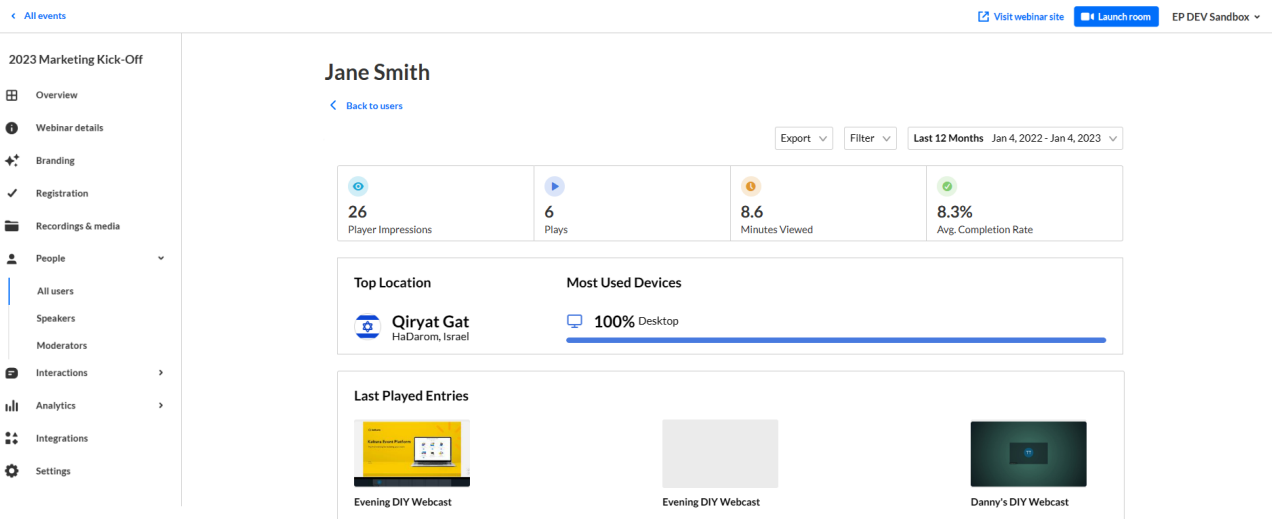 All events
Visit webinar site
Launch room
EP DEV Sandbox
2023 Marketing Kick-Off
Overview
Webinar details
Branding
Registration
Recordings & media
People
All users
Speakers
Moderators
Interactions
Analytics
Integrations
Settings
Jane Smith
Back to users
Export
Filter
Last 12 Months Jan 4, 2022 - Jan 4, 2023
26
Player Impressions
6
Plays
8.6
Minutes Viewed
8.3%
Avg. Completion Rate
Top Location
Qiryat Gat
HaDarom, Israel
Most Used Devices
100% Desktop
Last Played Entries
Kaltura Event Platform
Evening DIY Webcast
Evening DIY Webcast
Danny's DIY Webcast